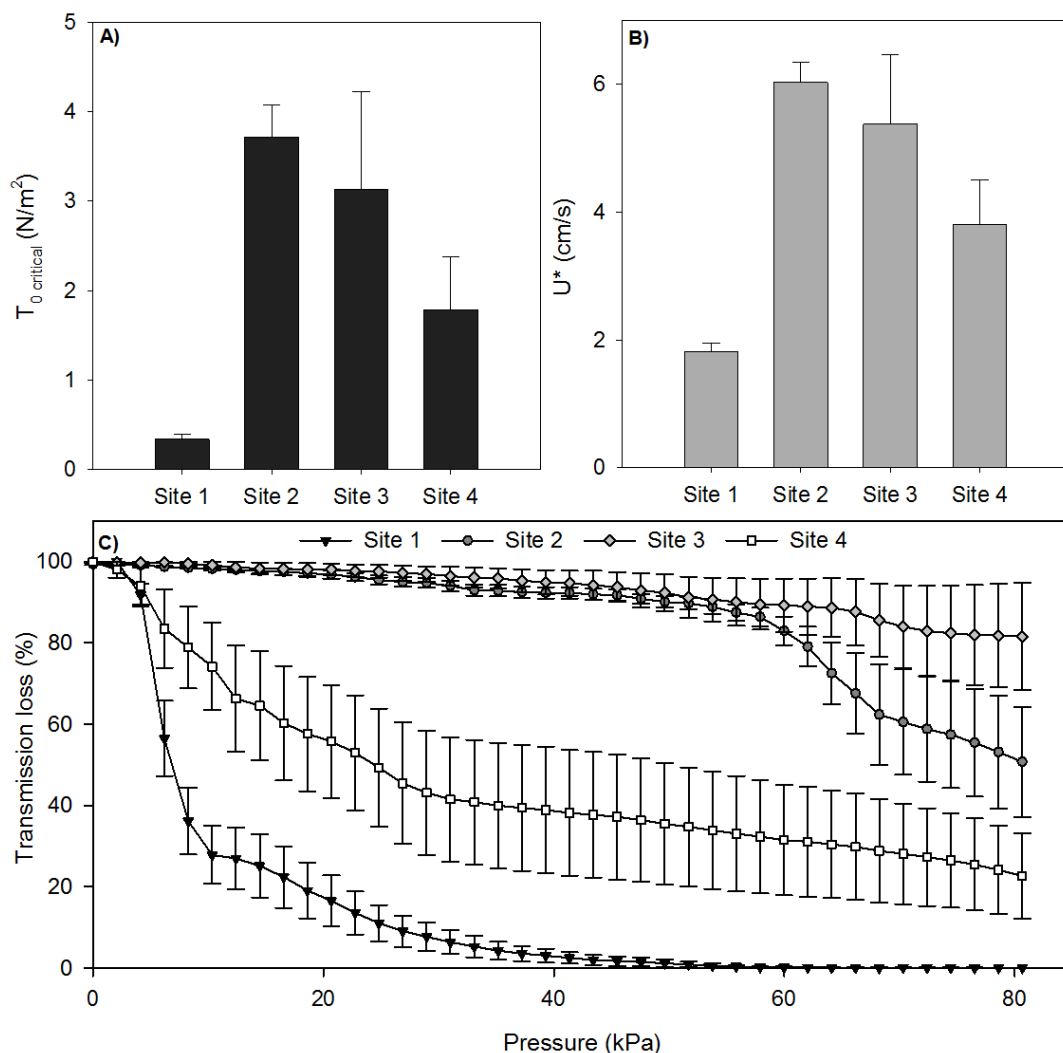 A)
5
4
3
2
1
0
T0 critical (N/m2)
Site 1 Site 2 Site 3 Site 4
B)
6
4
2
0
U* (cm/s)
Site 1 Site 2 Site 3 Site 4
C)
Site 1 Site 2 Site 3 Site 4
100
80
60
40
20
0
Transmission loss (%)
0 20 40 60 80
Pressure (kPa)